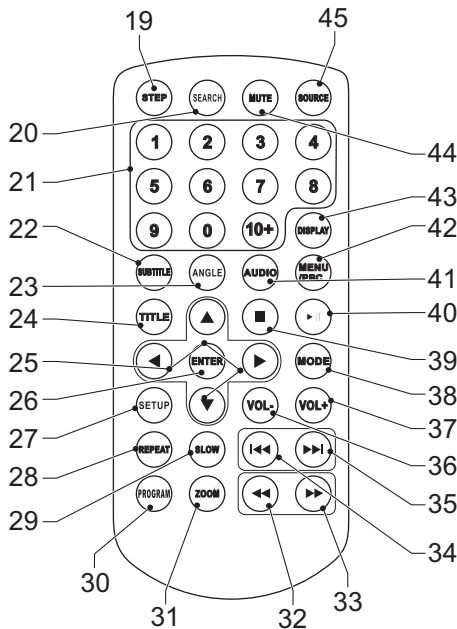 19
45
STEP
SEARCH
MUTE
SOURCE
20
44
1
2
3
4
21
5
6
7
8
43
22
9
0
10+
DISPLAY
42
SUBTITLE
ANGLE
AUDIO
MENU
/PBC
23
41
TITLE
24
40
25
39
ENTER
MODE
26
38
SETUP
VOL-
VOL+
27
37
28
36
REPEAT
SLOW
29
35
PROGRAM
ZOOM
34
30
31
32
33